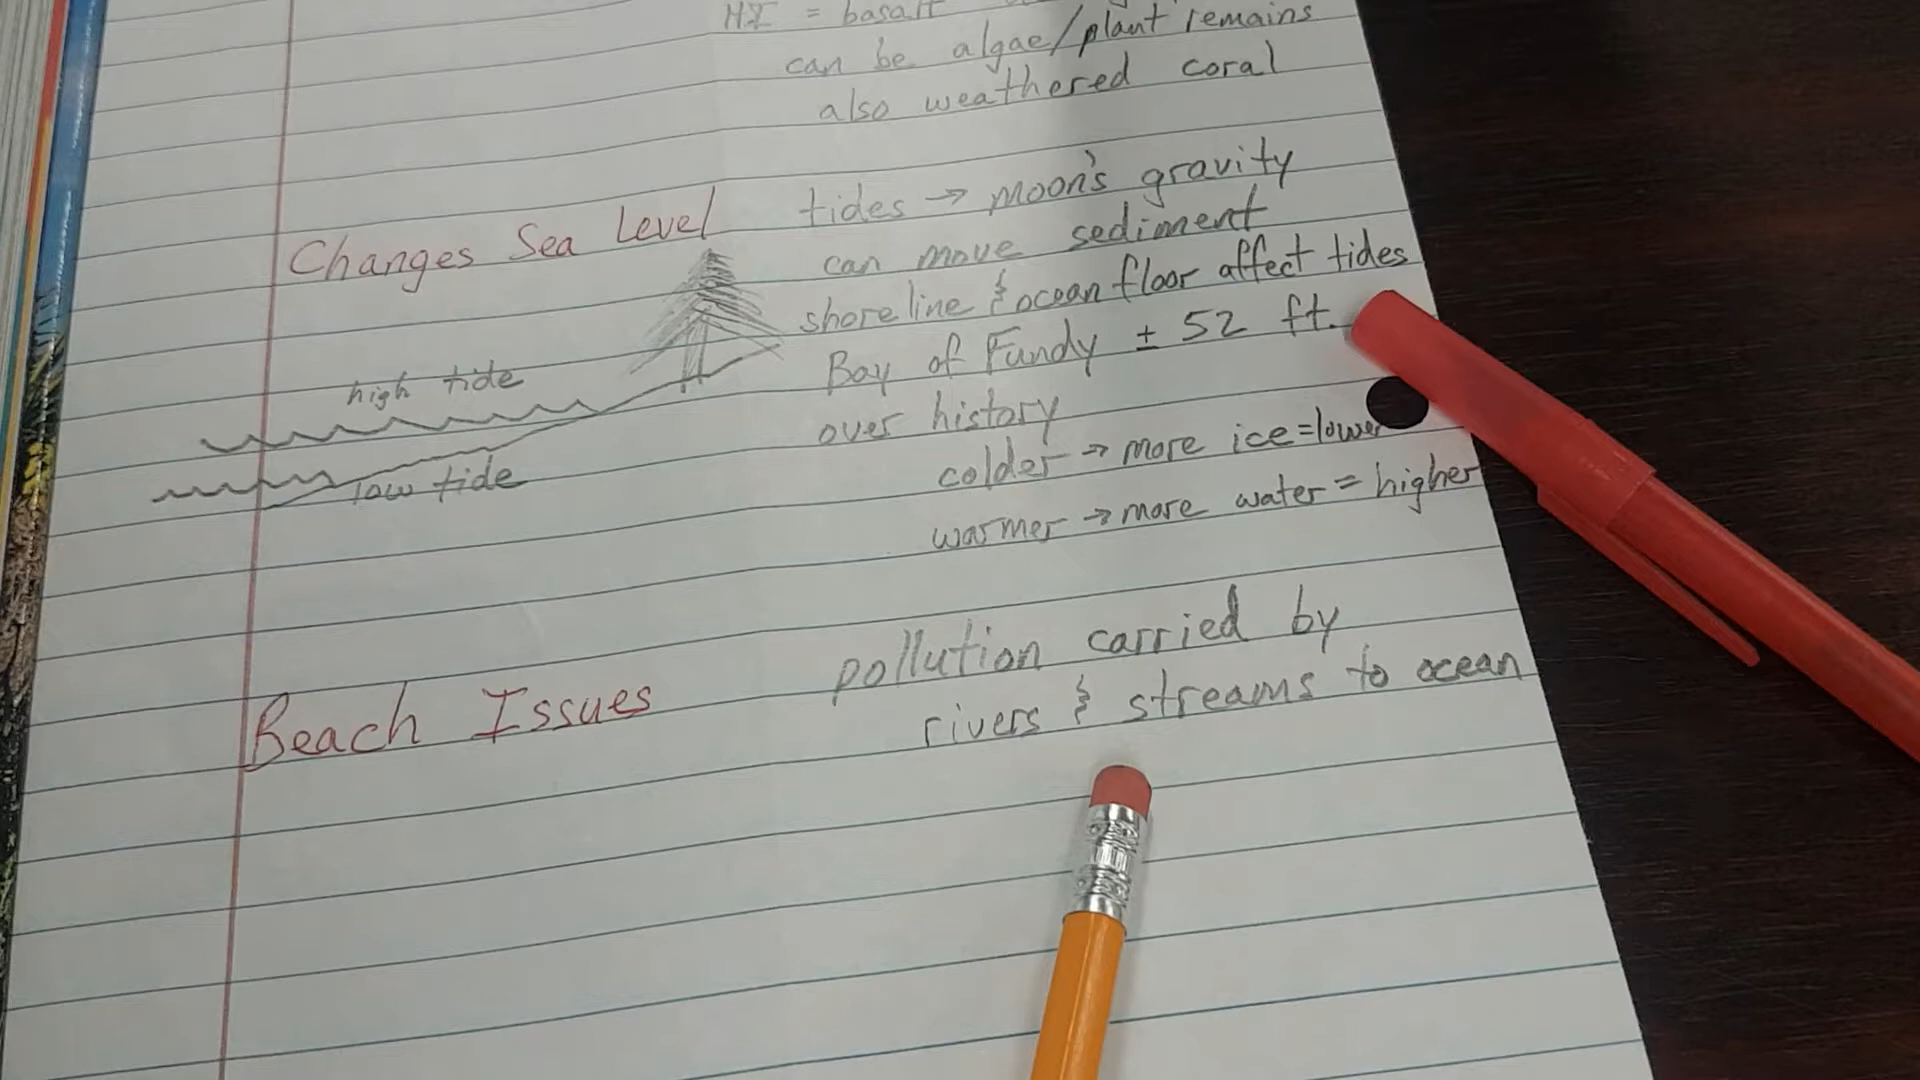 HI = basalt
can be algae/plant remains
also weathered coral
Changes Sea Level
tides → moon's gravity
can move sediment
shoreline & ocean floor affect tides
Bay of Fundy ± 52 ft.
over history
colder → more ice = lower
warmer → more water = higher
high tide
low tide
Beach Issues
pollution carried by
rivers & streams to ocean